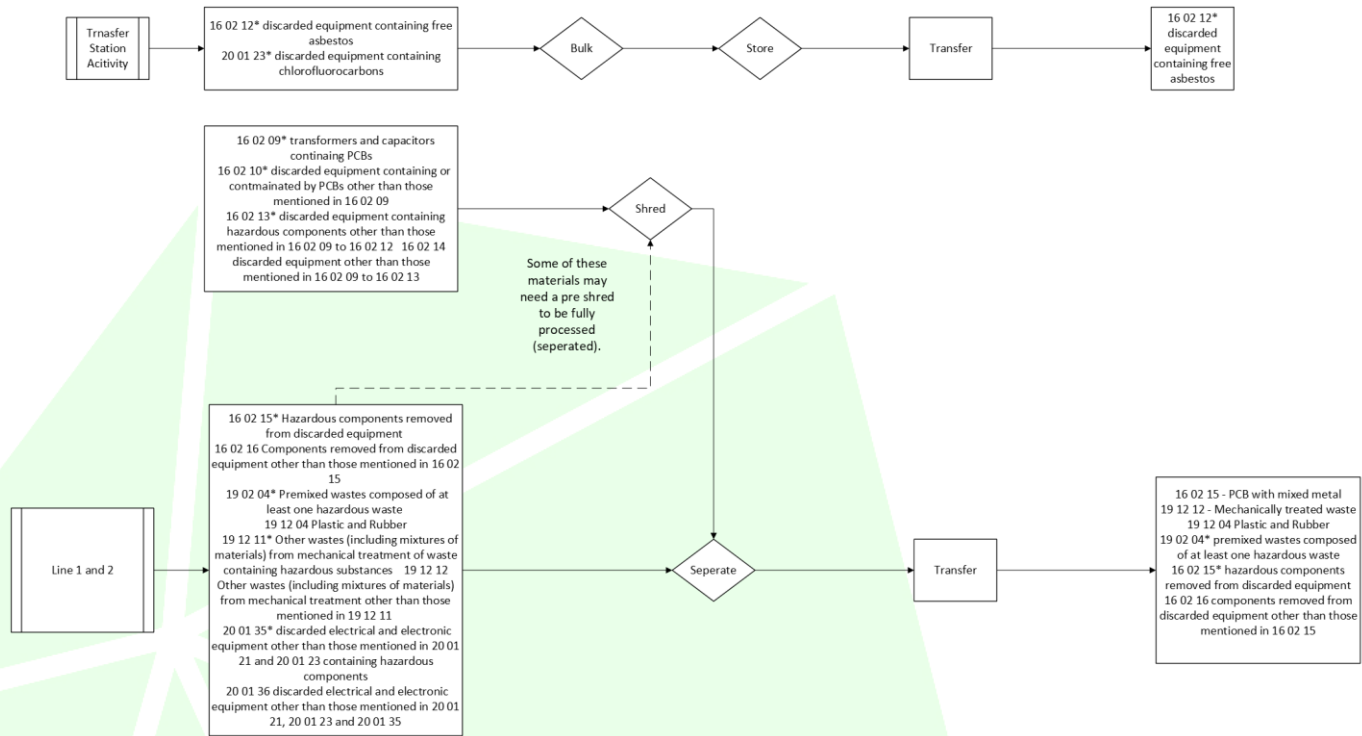 Trnasfer
Station
Acitivity
16 02 12* discarded equipment containing free
asbestos
20 01 23* discarded equipment containing
chlorofluorocarbons
Bulk
Store
Transfer
16 02 12*
discarded
equipment
containing free
asbestos
16 02 09* transformers and capacitors
continaing PCBs
16 02 10* discarded equipment containing or
contmainated by PCBs other than those
mentioned in 16 02 09
16 02 13* discarded equipment containing
hazardous components other than those
mentioned in 16 02 09 to 16 02 12 16 02 14
discarded equipment other than those
mentioned in 16 02 09 to 16 02 13
Shred
Some of these
materials may
need a pre shred
to be fully
processed
(seperated).
Line 1 and 2
16 02 15* Hazardous components removed
from discarded equipment
16 02 16 Components removed from discarded
equipment other than those mentioned in 16 02
15
19 02 04* Premixed wastes composed of at
least one hazardous waste
19 12 04 Plastic and Rubber
19 12 11* Other wastes (including mixtures of
materials) from mechanical treatment of waste
containing hazardous substances 19 12 12
Other wastes (including mixtures of materials)
from mechanical treatment other than those
mentioned in 19 12 11
20 01 35* discarded electrical and electronic
equipment other than those mentioned in 20 01
21 and 20 01 23 containing hazardous
components
20 01 36 discarded electrical and electronic
equipment other than those mentioned in 20 01
21, 20 01 23 and 20 01 35
Seperate
Transfer
16 02 15 - PCB with mixed metal
19 12 12 - Mechanically treated waste
19 12 04 Plastic and Rubber
19 02 04* premixed wastes composed
of at least one hazardous waste
16 02 15* hazardous components
removed from discarded equipment
16 02 16 components removed from
discarded equipment other than those
mentioned in 16 02 15